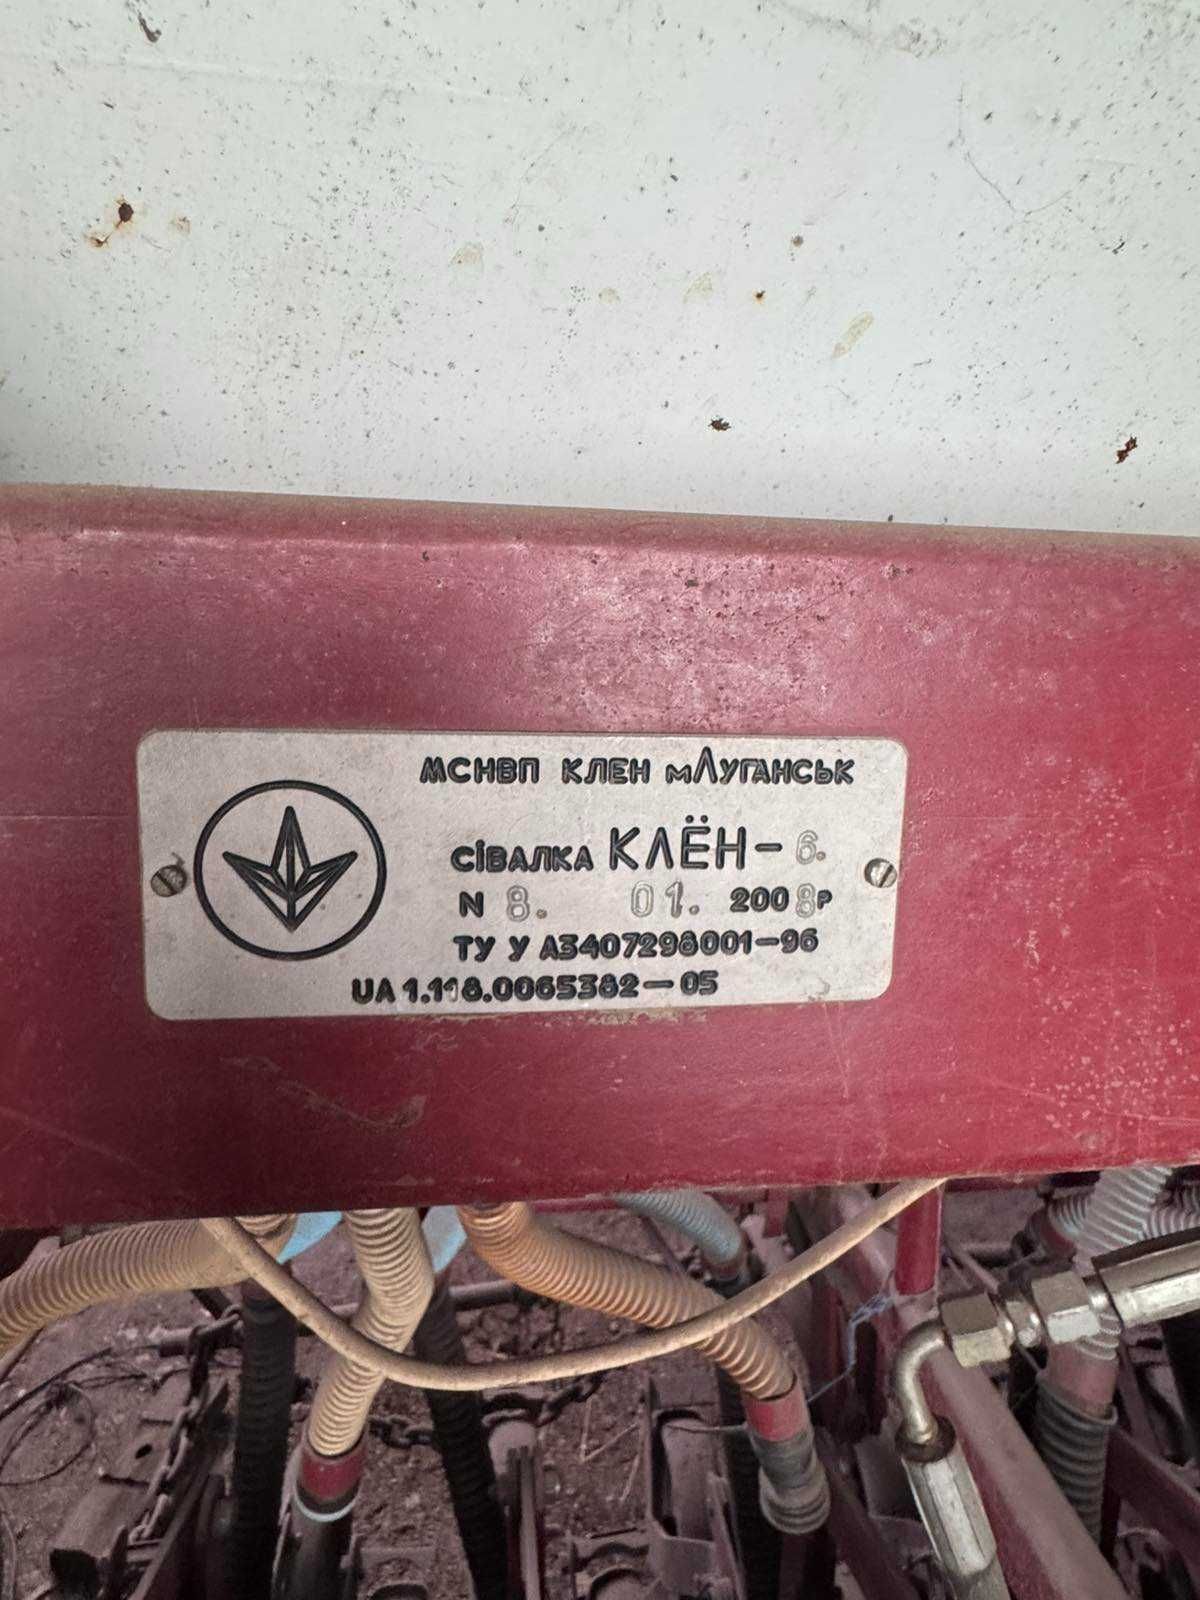 МСНВП КЛЕН мЛУГАНСЬК
СіВАЛКА КЛЁН-6.
N 8. 01. 2008Р
ТУ У А3407298001-96
UA 1.118.0065382-05